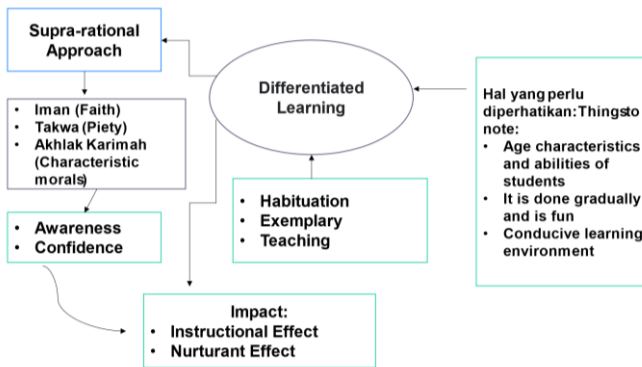 Supra-rational
Approach
• Iman (Faith)
• Takwa (Piety)
• Akhlak Karimah
(Characteristic
morals)
• Awareness
• Confidence
Differentiated
Learning
• Habituation
• Exemplary
• Teaching
Impact:
• Instructional Effect
• Nurturant Effect
Hal yang perlu
diperhatikan: Things to
note:
• Age characteristics
and abilities of
students
• It is done gradually
and is fun
• Conducive learning
environment